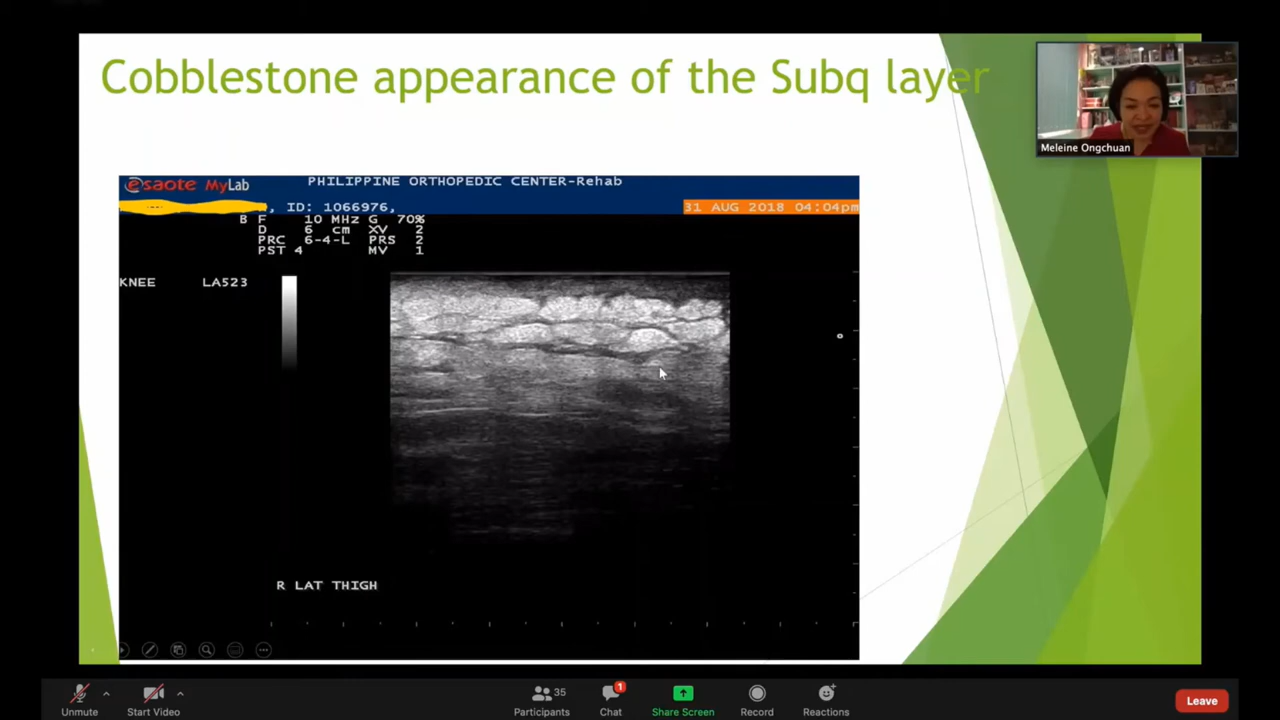 Cobblestone appearance of the Subq layer
Meleine Ongchuan
esaote MyLab
PHILIPPINE ORTHOPEDIC CENTER-Rehab
, ID: 1066976,
31 AUG 2018 04:04pm
B F 10 MHz G 70%
D 6 cm XV 2
PRC 6-4-L PRS 2
PST 4 MV 1
KNEE LA523
R LAT THIGH
35
1
Unmute
Start Video
Participants
Chat
Share Screen
Record
Reactions
Leave